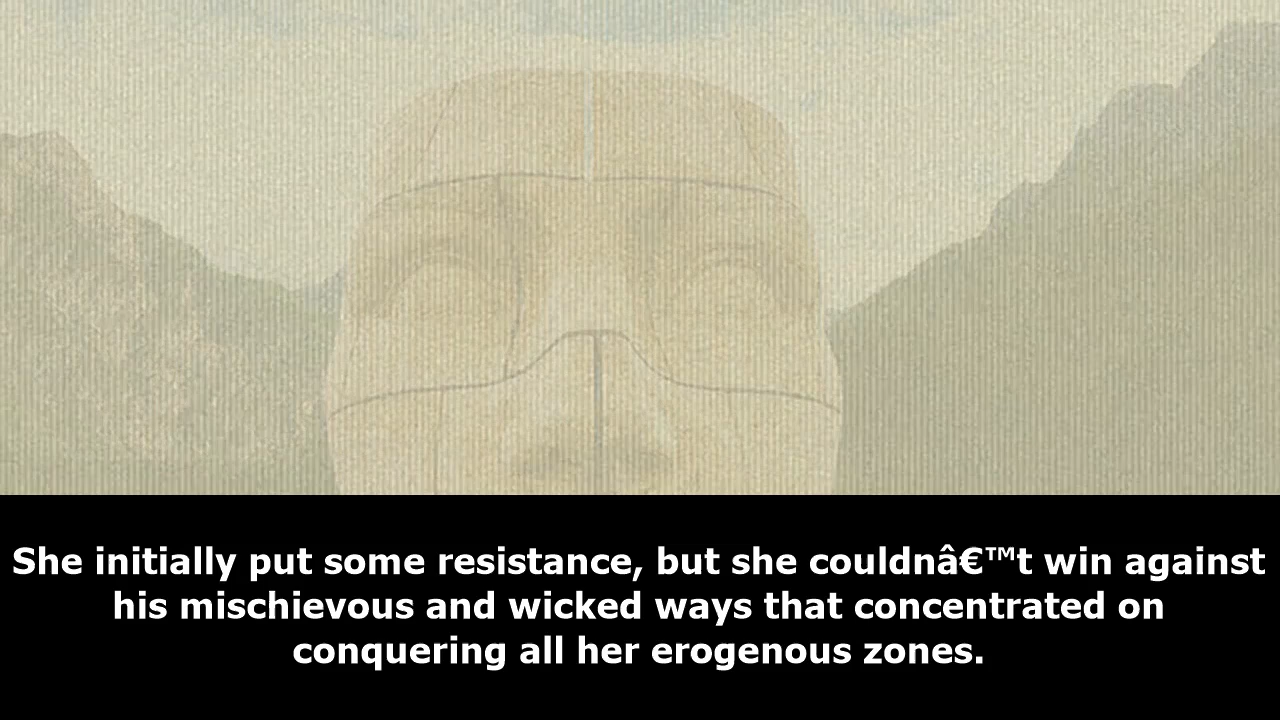 She initially put some resistance, but she couldnâ€™t win against
his mischievous and wicked ways that concentrated on
conquering all her erogenous zones.